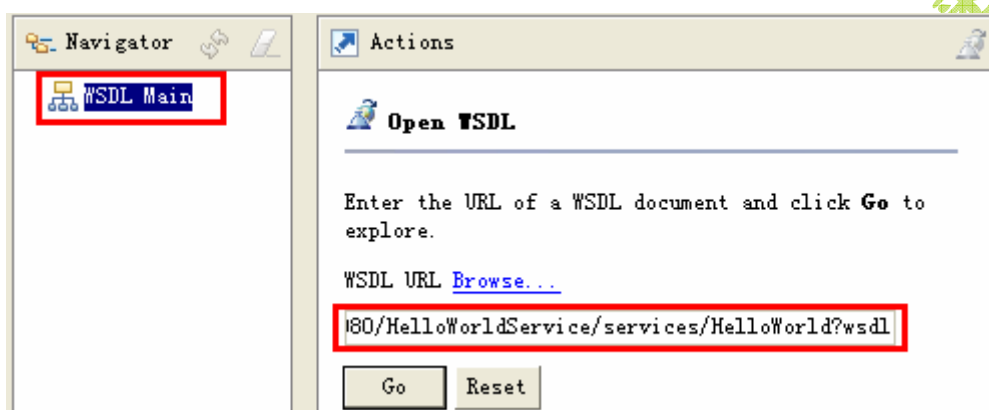 Navigator
WSDL Main
Actions
Open WSDL
Enter the URL of a WSDL document and click Go to
explore.
WSDL URL Browse...
80/HelloWorldService/services/HelloWorld?wsdl
Go
Reset